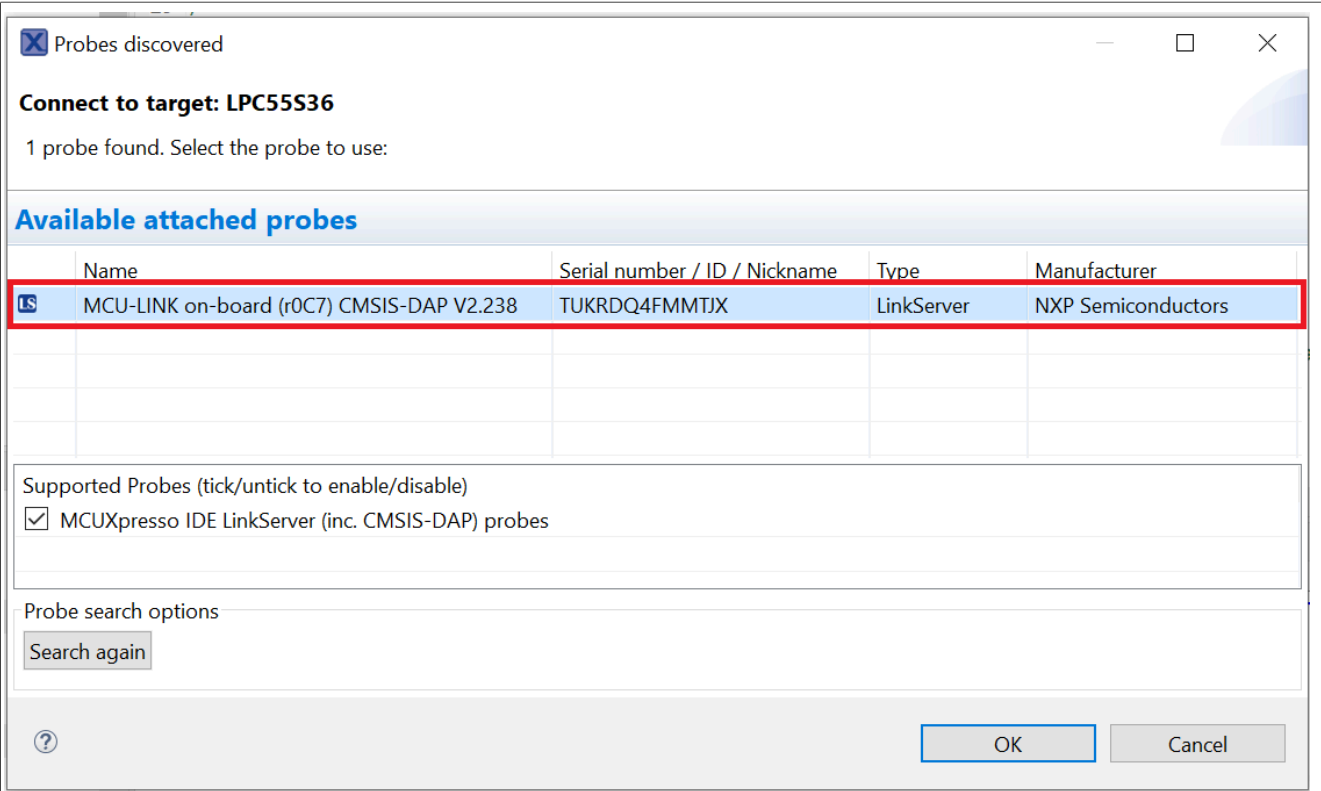 Probes discovered
Connect to target: LPC55S36
1 probe found. Select the probe to use:
Available attached probes
Name Serial number / ID / Nickname Type Manufacturer
LS MCU-LINK on-board (r0C7) CMSIS-DAP V2.238 TUKRDQ4FMMTJX LinkServer NXP Semiconductors
Supported Probes (tick/untick to enable/disable)
MCUXpresso IDE LinkServer (inc. CMSIS-DAP) probes
Probe search options
Search again
? OK Cancel